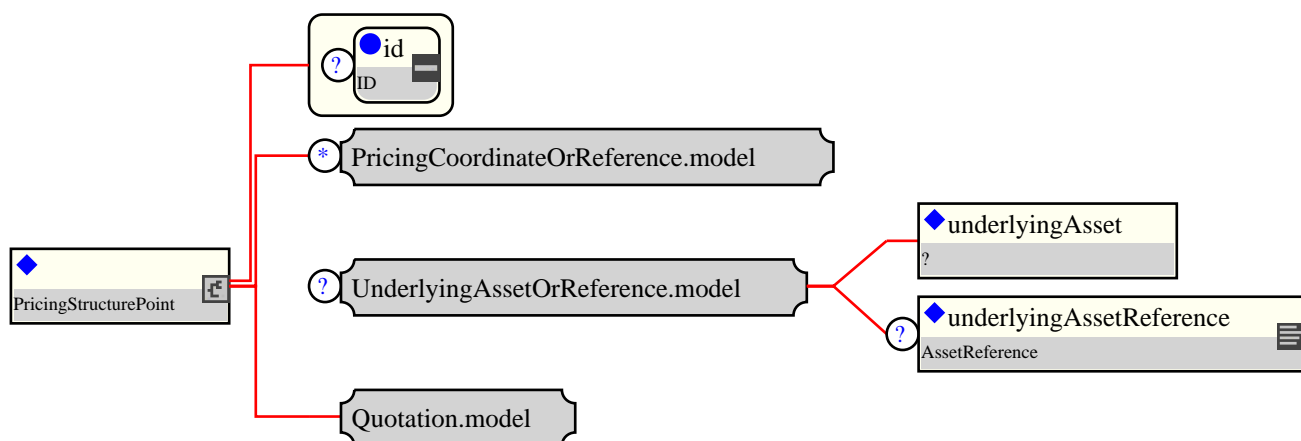 id
?
ID
* PricingCoordinateOrReference.model
underlyingAsset
?
PricingStructurePoint
? UnderlyingAssetOrReference.model
? underlyingAssetReference
AssetReference
Quotation.model